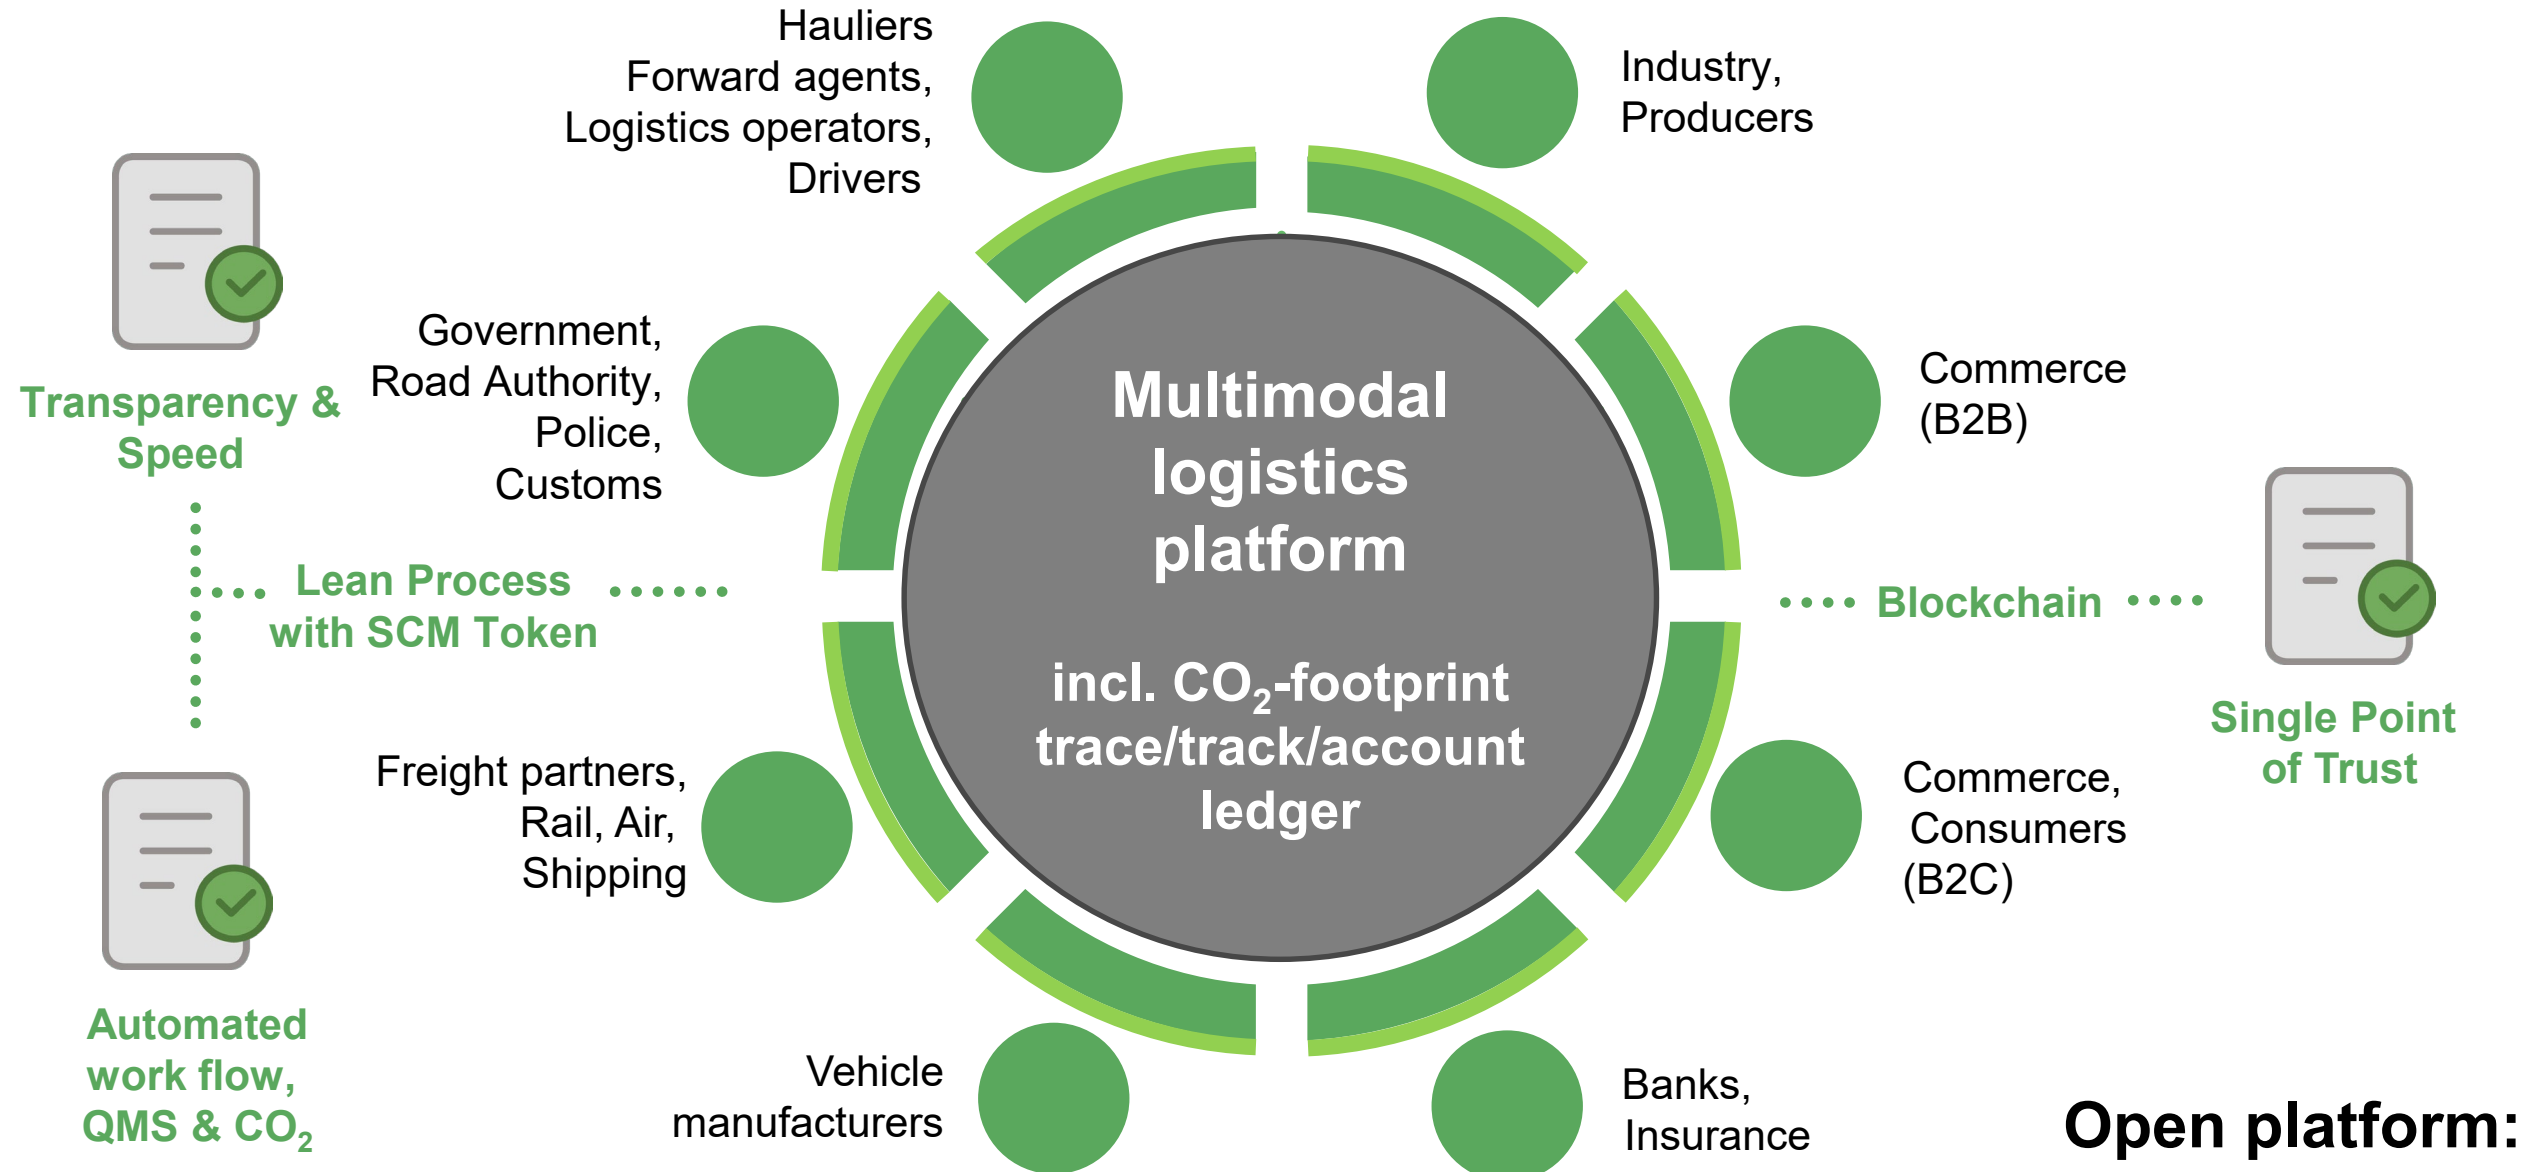 Hauliers
Forward agents,
Logistics operators,
Drivers
Industry,
Producers
Government,
Road Authority,
Police,
Customs
Commerce
(B2B)
Transparency &
Speed
Multimodal
logistics
platform
incl. CO₂-footprint
trace/track/account
ledger
Lean Process
with SCM Token
Blockchain
Single Point
of Trust
Freight partners,
Rail, Air,
Shipping
Commerce,
Consumers
(B2C)
Automated
work flow,
QMS & CO₂
Vehicle
manufacturers
Banks,
Insurance
Open platform: